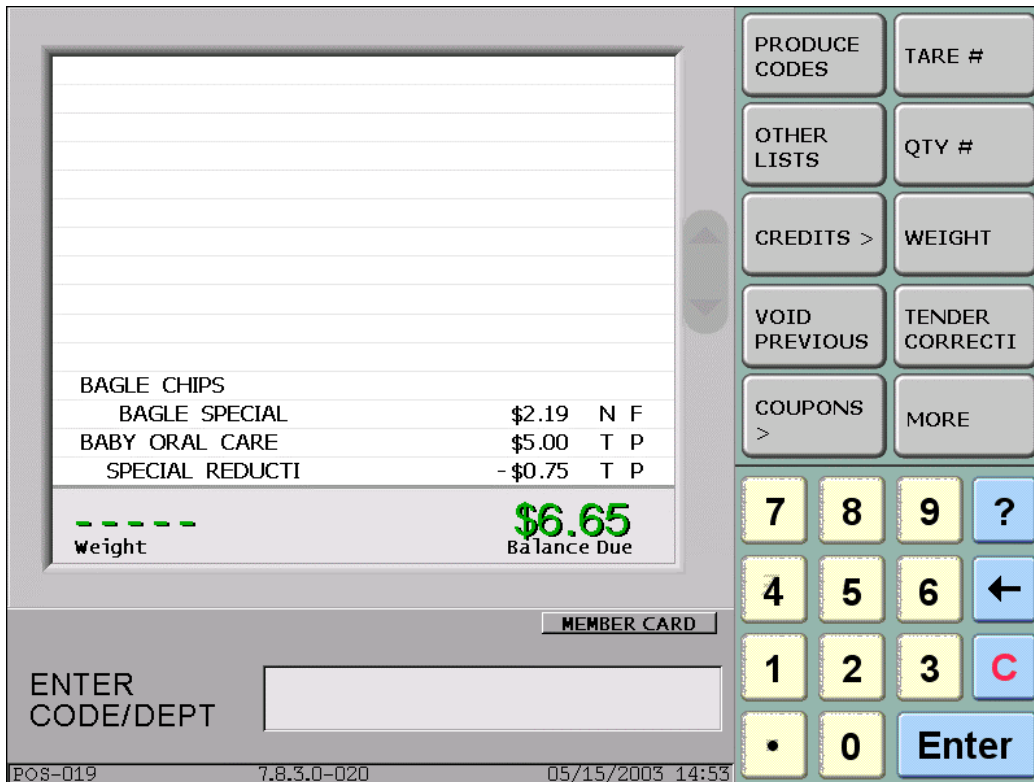 BAGLE CHIPS
BAGLE SPECIAL $2.19 N F
BABY ORAL CARE $5.00 T P
SPECIAL REDUCTI -$0.75 T P
-----
Weight
$6.65
Balance Due
MEMBER CARD
ENTER
CODE/DEPT
POS-019 7.8.3.0-020 05/15/2003 14:53
PRODUCE
CODES
TARE #
OTHER
LISTS
QTY #
CREDITS >
WEIGHT
VOID
PREVIOUS
TENDER
CORRECTI
COUPONS
>
MORE
7 8 9 ?
4 5 6 ←
1 2 3 C
. 0 Enter